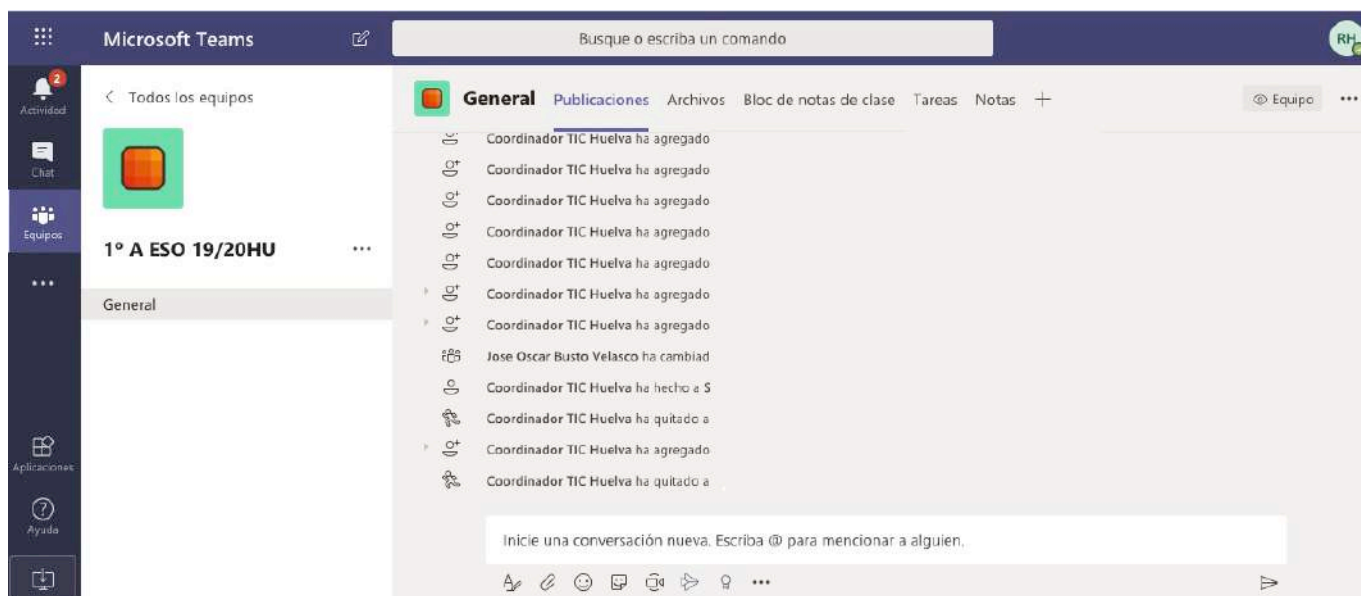 Microsoft Teams
Busque o escriba un comando
RH
2
Actividad
Chat
Equipos
Aplicaciones
Ayuda
Todos los equipos
1º A ESO 19/20HU
General
General Publicaciones Archivos Bloc de notas de clase Tareas Notas
Equipo
Coordinador TIC Huelva ha agregado
Coordinador TIC Huelva ha agregado
Coordinador TIC Huelva ha agregado
Coordinador TIC Huelva ha agregado
Coordinador TIC Huelva ha agregado
Coordinador TIC Huelva ha agregado
Coordinador TIC Huelva ha agregado
Jose Oscar Busto Velasco ha cambiad
Coordinador TIC Huelva ha hecho a S
Coordinador TIC Huelva ha quitado a
Coordinador TIC Huelva ha agregado
Coordinador TIC Huelva ha quitado a
Inicie una conversación nueva. Escriba @ para mencionar a alguien.